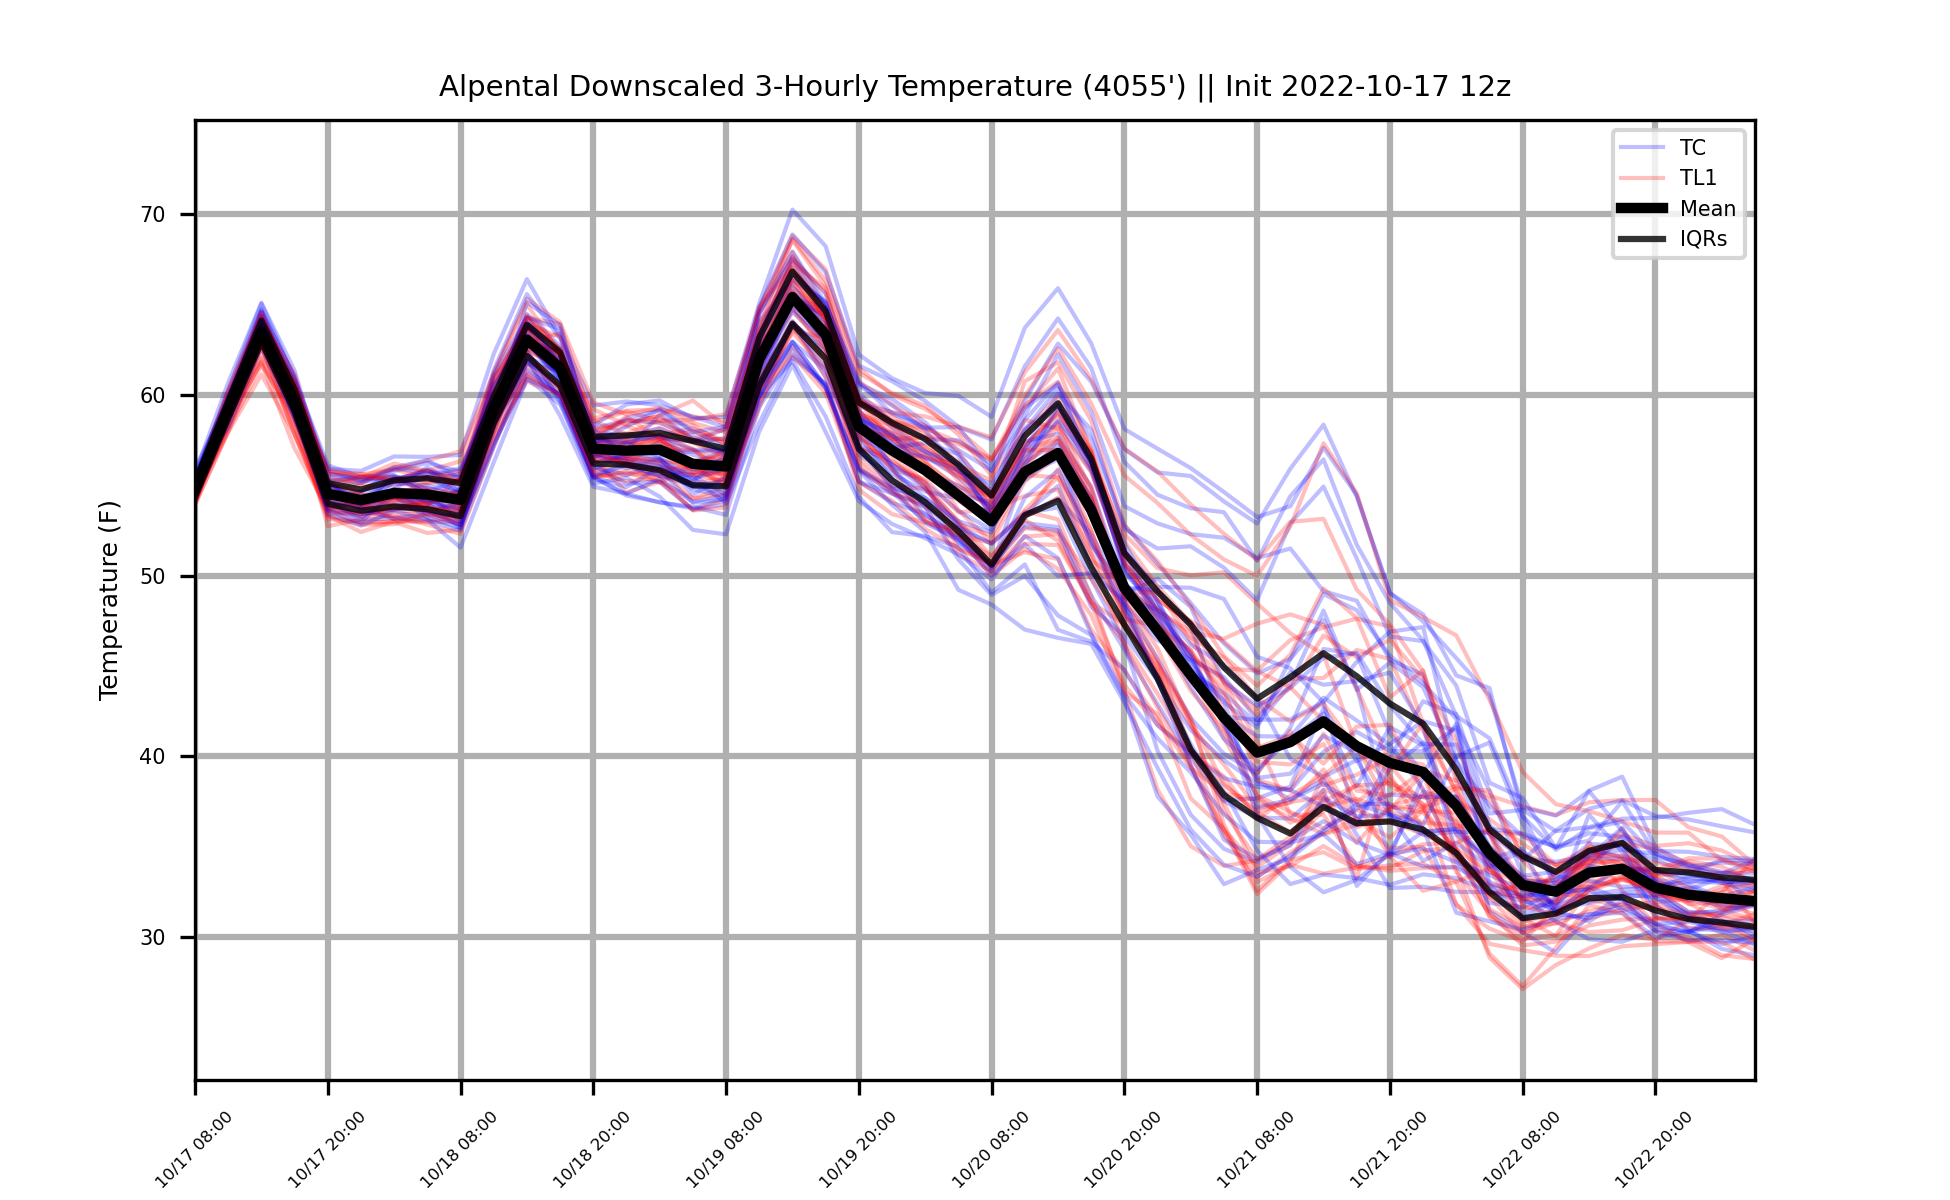 Alpental Downscaled 3-Hourly Temperature (4055') || Init 2022-10-17 12z
TC
TL1
Mean
IQRs
Temperature (F)
70
60
50
40
30
10/17 08:00
10/17 20:00
10/18 08:00
10/18 20:00
10/19 08:00
10/19 20:00
10/20 08:00
10/20 20:00
10/21 08:00
10/21 20:00
10/22 08:00
10/22 20:00